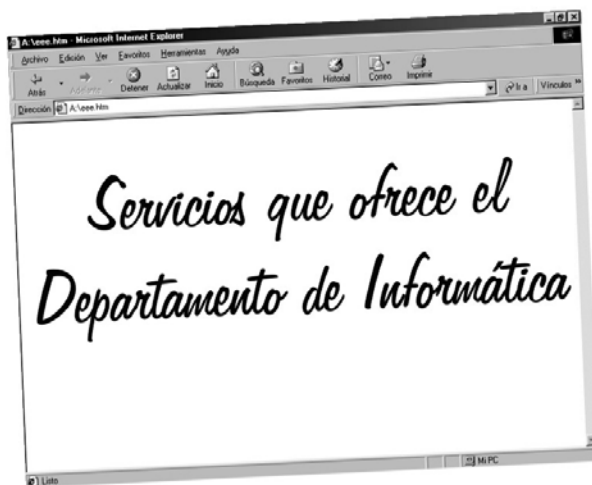 A:\eee.htm - Microsoft Internet Explorer
Archivo Edición Ver Favoritos Herramientas Ayuda
Atrás Adelante Detener Actualizar Inicio Búsqueda Favoritos Historial Correo Imprimir
Dirección A:\eee.htm Ir a Vínculos »
Servicios que ofrece el
Departamento de Informática
Listo Mi PC